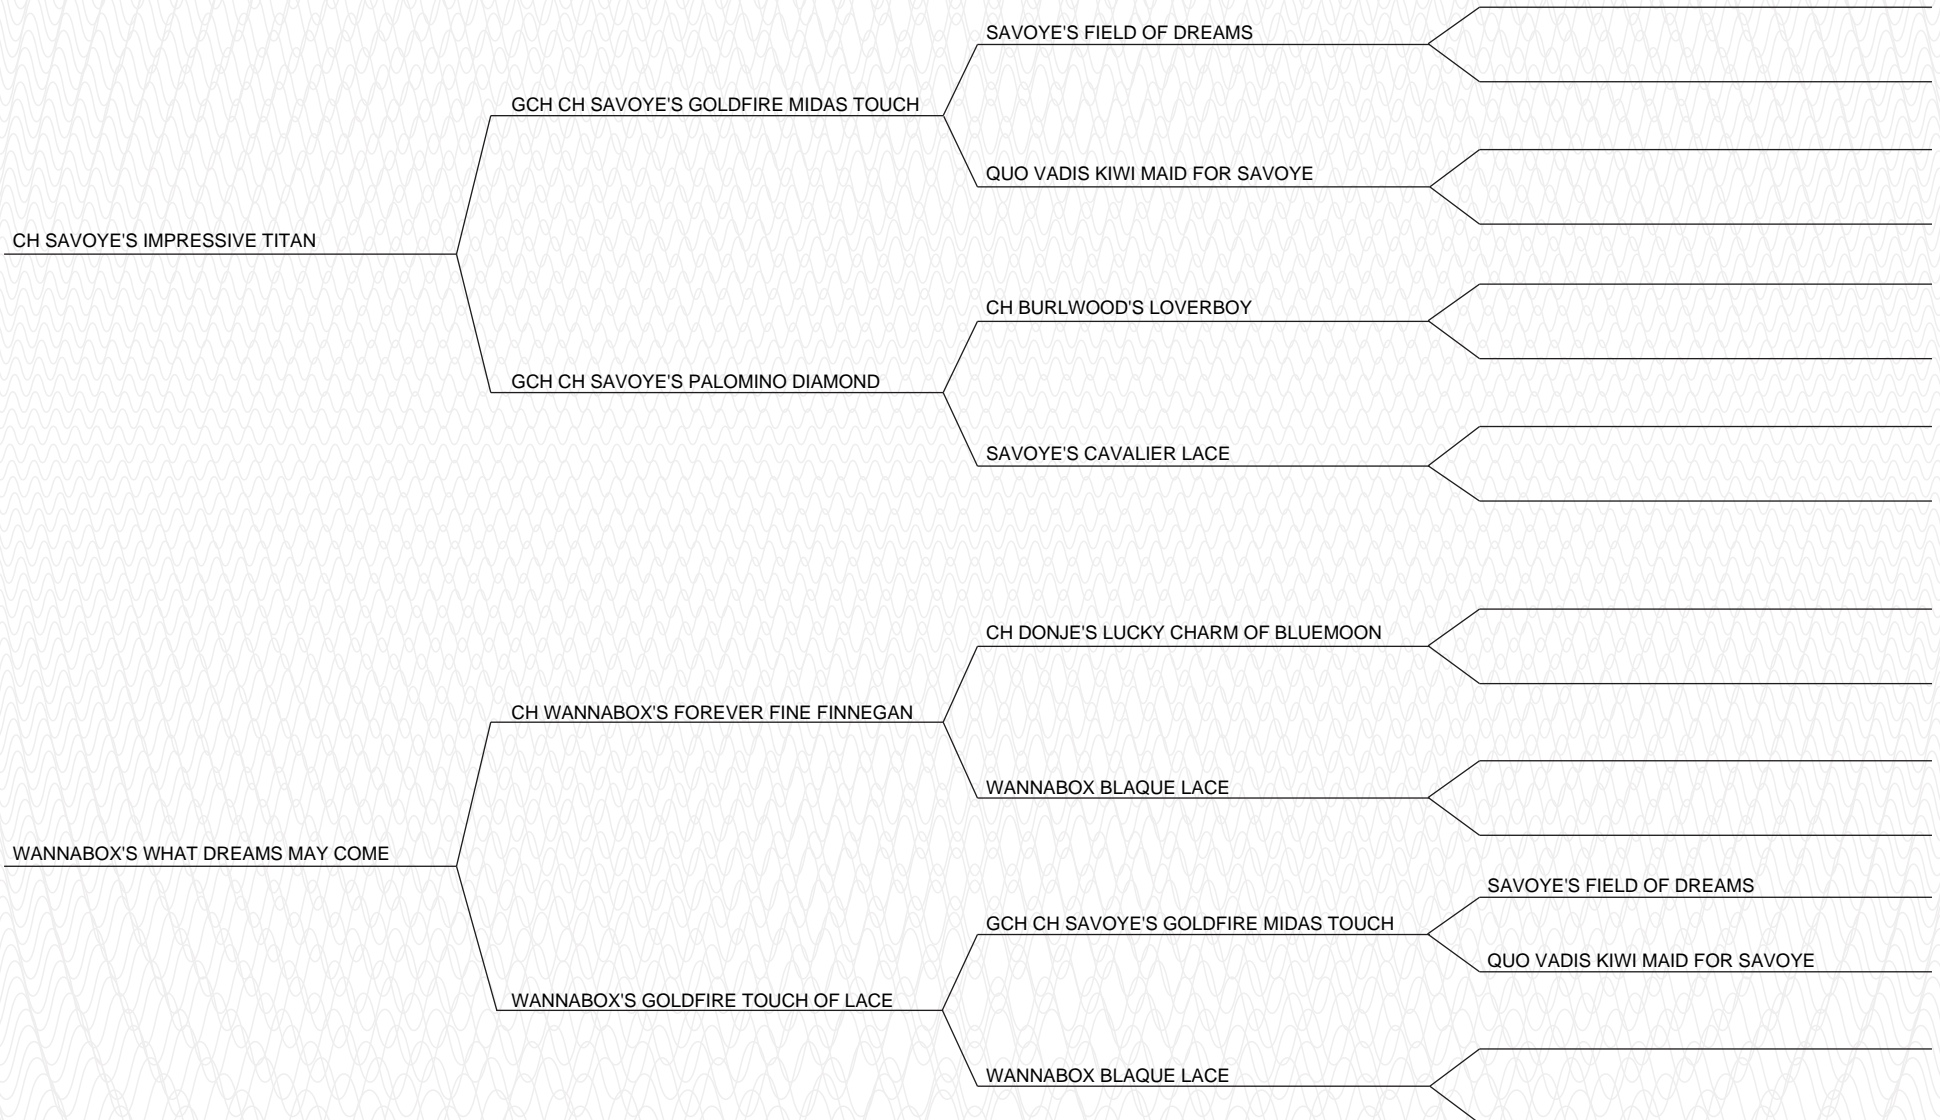 SAVOYE'S FIELD OF DREAMS
GCH CH SAVOYE'S GOLDFIRE MIDAS TOUCH
QUO VADIS KIWI MAID FOR SAVOYE
CH SAVOYE'S IMPRESSIVE TITAN
CH BURLWOOD'S LOVERBOY
GCH CH SAVOYE'S PALOMINO DIAMOND
SAVOYE'S CAVALIER LACE
CH DONJE'S LUCKY CHARM OF BLUEMOON
CH WANNABOX'S FOREVER FINE FINNEGAN
WANNABOX BLAQUE LACE
WANNABOX'S WHAT DREAMS MAY COME
SAVOYE'S FIELD OF DREAMS
GCH CH SAVOYE'S GOLDFIRE MIDAS TOUCH
QUO VADIS KIWI MAID FOR SAVOYE
WANNABOX'S GOLDFIRE TOUCH OF LACE
WANNABOX BLAQUE LACE